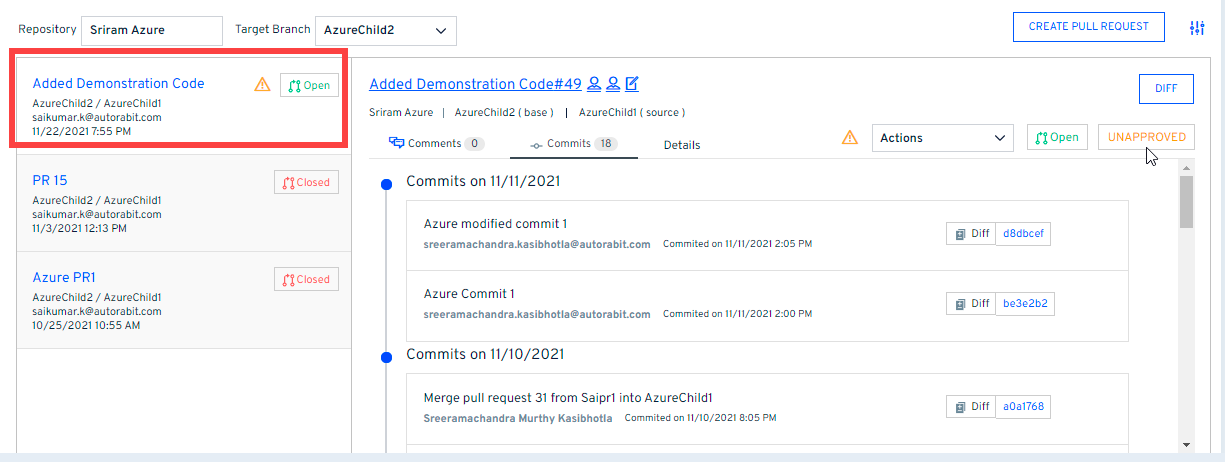 Repository Sriram Azure Target Branch AzureChild2 CREATE PULL REQUEST
Added Demonstration Code Open
AzureChild2 / AzureChild1
saikumar.k@autorabit.com
11/22/2021 7:55 PM
PR 15 Closed
AzureChild2 / AzureChild1
saikumar.k@autorabit.com
11/3/2021 12:13 PM
Azure PR1 Closed
AzureChild2 / AzureChild1
saikumar.k@autorabit.com
10/25/2021 10:55 AM
Added Demonstration Code#49 DIFF
Sriram Azure | AzureChild2 ( base ) | AzureChild1 ( source )
Comments 0 Commits 18 Details Actions Open UNAPPROVED
Commits on 11/11/2021
Azure modified commit 1
sreeramachandra.kasibhotla@autorabit.com Commited on 11/11/2021 2:05 PM Diff d8dbcef
Azure Commit 1
sreeramachandra.kasibhotla@autorabit.com Commited on 11/11/2021 2:00 PM Diff be3e2b2
Commits on 11/10/2021
Merge pull request 31 from Saipr1 into AzureChild1
Sreeramachandra Murthy Kasibhotla Commited on 11/10/2021 8:05 PM Diff a0a1768